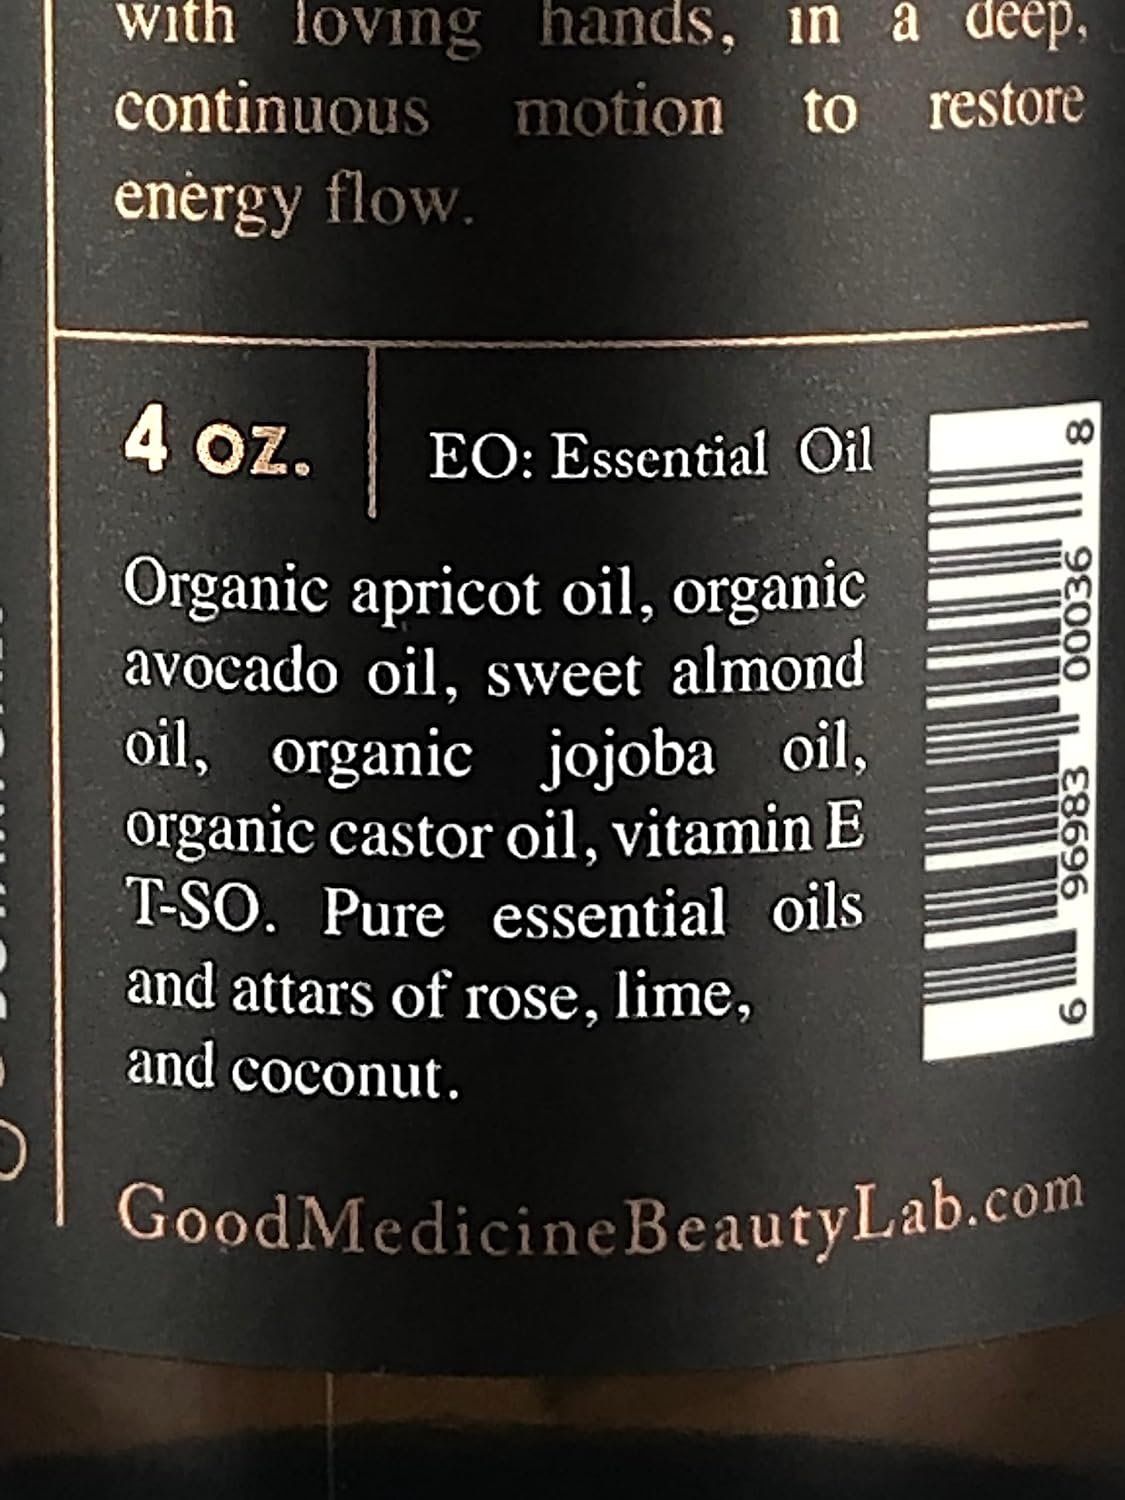 with loving hands, in a deep,
continuous motion to restore
energy flow.
4 oz.
EO: Essential Oil
Organic apricot oil, organic
avocado oil, sweet almond
oil, organic jojoba oil,
organic castor oil, vitamin E
T-SO. Pure essential oils
and attars of rose, lime,
and coconut.
6 96983 00036 8
GoodMedicineBeautyLab.com